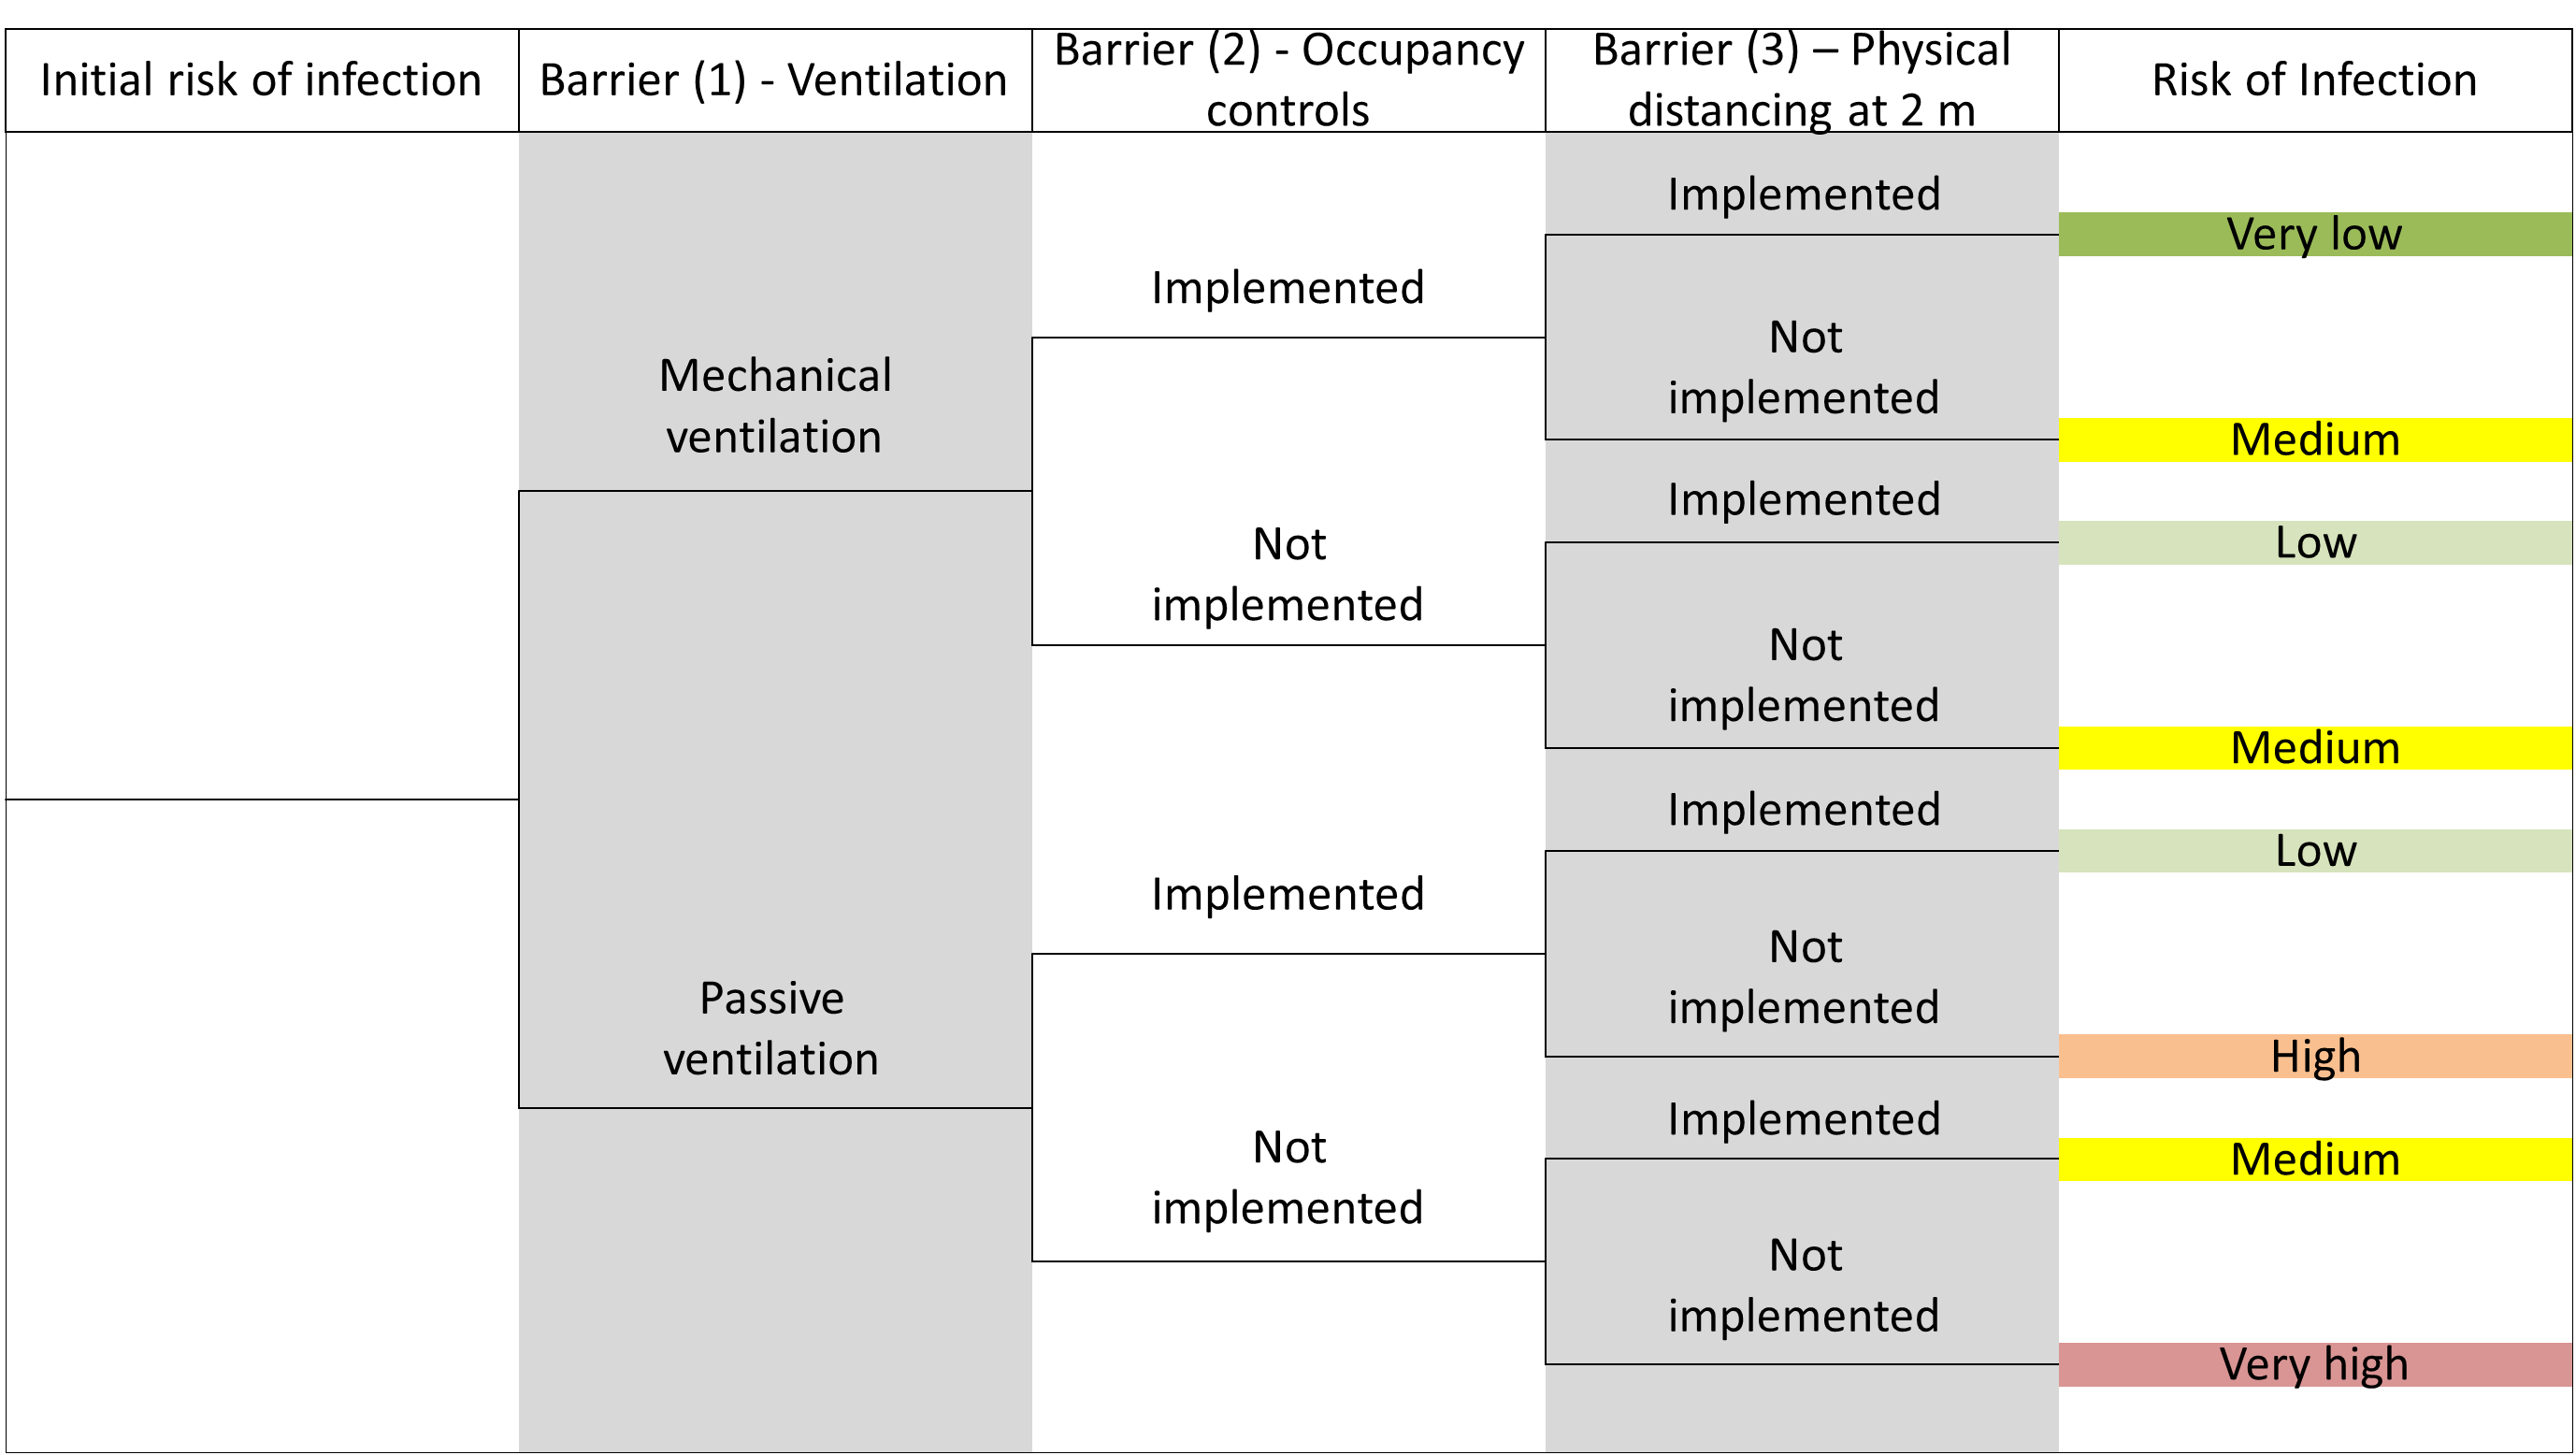 Initial risk of infection
Barrier (1) - Ventilation
Barrier (2) - Occupancy
controls
Barrier (3) – Physical
distancing at 2 m
Risk of Infection
Mechanical
ventilation
Passive
ventilation
Implemented
Not
implemented
Implemented
Not
implemented
Implemented
Not
implemented
Implemented
Not
implemented
Implemented
Not
implemented
Implemented
Not
implemented
Very low
Medium
Low
Medium
Low
High
Medium
Very high